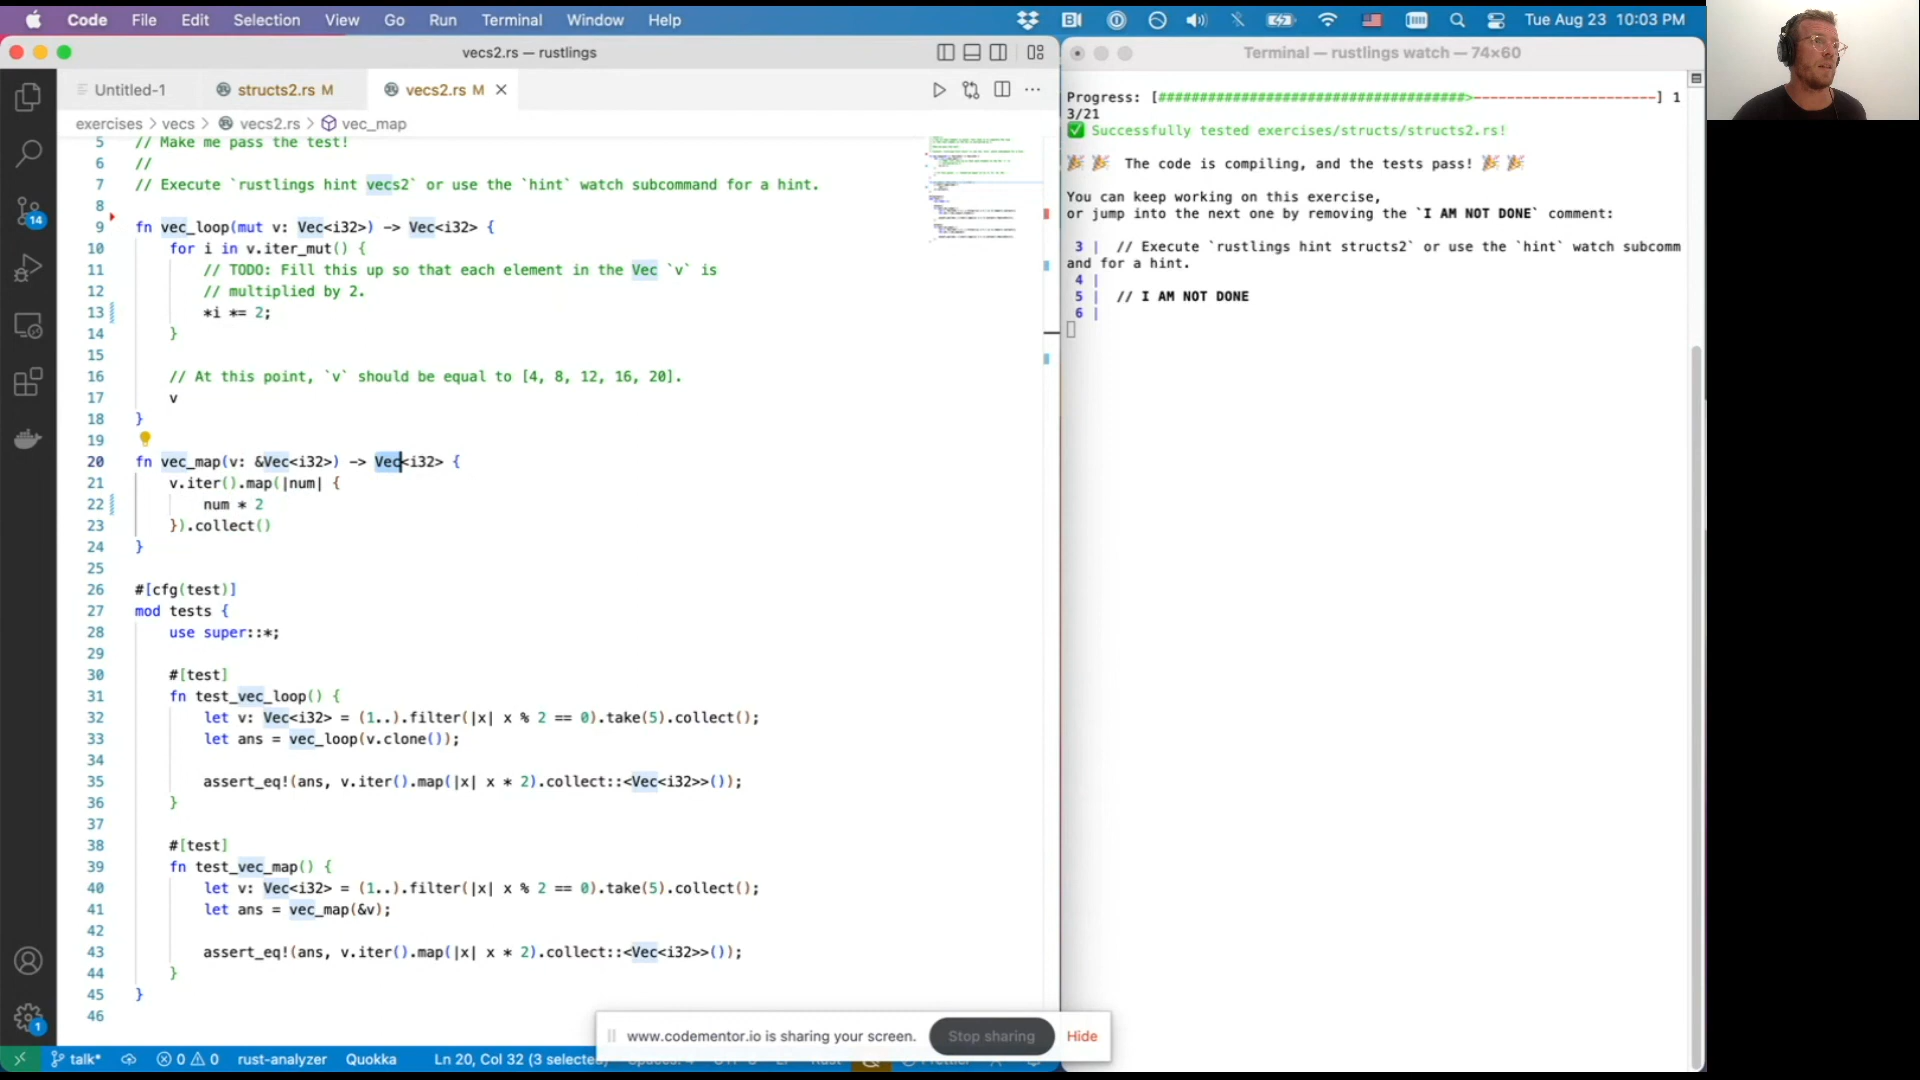 Code File Edit Selection View Go Run Terminal Window Help
Tue Aug 23 10:03 PM
vecs2.rs — rustlings
Untitled-1 structs2.rs M vecs2.rs M
exercises > vecs > vecs2.rs > vec_map
5 // Make me pass the test!
6 //
7 // Execute `rustlings hint vecs2` or use the `hint` watch subcommand for a hint.
8
9 fn vec_loop(mut v: Vec<i32>) -> Vec<i32> {
10 for i in v.iter_mut() {
11 // TODO: Fill this up so that each element in the Vec `v` is
12 // multiplied by 2.
13 *i *= 2;
14 }
15
16 // At this point, `v` should be equal to [4, 8, 12, 16, 20].
17 v
18 }
19
20 fn vec_map(v: &Vec<i32>) -> Vec<i32> {
21 v.iter().map(|num| {
22 num * 2
23 }).collect()
24 }
25
26 #[cfg(test)]
27 mod tests {
28 use super::*;
29
30 #[test]
31 fn test_vec_loop() {
32 let v: Vec<i32> = (1..).filter(|x| x % 2 == 0).take(5).collect();
33 let ans = vec_loop(v.clone());
34
35 assert_eq!(ans, v.iter().map(|x| x * 2).collect::<Vec<i32>>());
36 }
37
38 #[test]
39 fn test_vec_map() {
40 let v: Vec<i32> = (1..).filter(|x| x % 2 == 0).take(5).collect();
41 let ans = vec_map(&v);
42
43 assert_eq!(ans, v.iter().map(|x| x * 2).collect::<Vec<i32>>());
44 }
45 }
46
14
1
www.codementor.io is sharing your screen. Stop sharing Hide
talk* 0 0 rust-analyzer Quokka Ln 20, Col 32 (3 selected)
Terminal — rustlings watch — 74×60
Progress: [#####################################>----------------------] 1
3/21
✅ Successfully tested exercises/structs/structs2.rs!
🎉 🎉 The code is compiling, and the tests pass! 🎉 🎉
You can keep working on this exercise,
or jump into the next one by removing the `I AM NOT DONE` comment:
3 | // Execute `rustlings hint structs2` or use the `hint` watch subcomm
and for a hint.
4 |
5 | // I AM NOT DONE
6 |